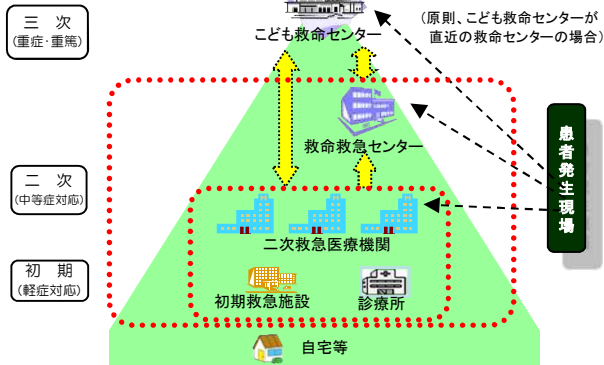 三 次
(重症・重篤)
こども救命センター
(原則、こども救命センターが
直近の救命センターの場合)
救命救急センター
患者発生現場
二 次
(中等症対応)
二次救急医療機関
初 期
(軽症対応)
初期救急施設
診療所
自宅等